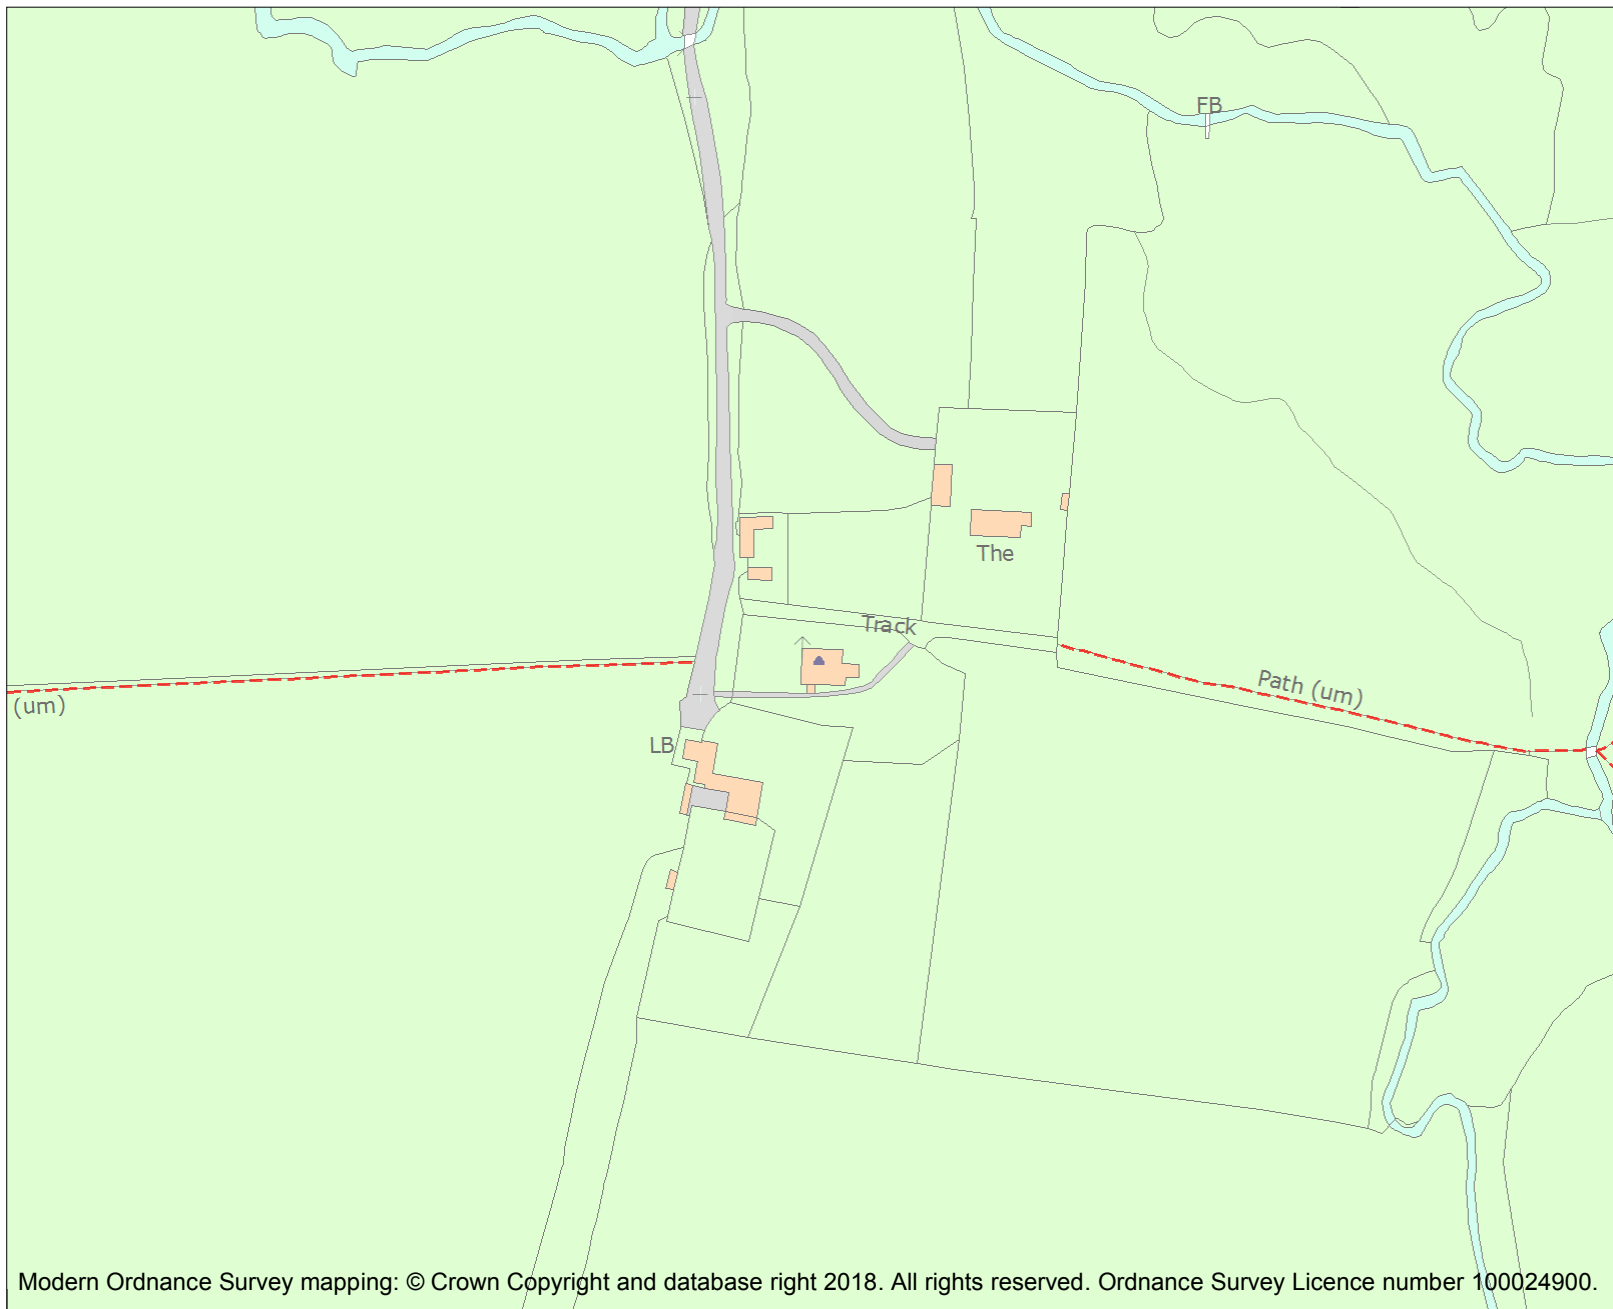 FB
The
Track
Path (um)
(um)
LB
Modern Ordnance Survey mapping: © Crown Copyright and database right 2018. All rights reserved. Ordnance Survey Licence number 100024900.